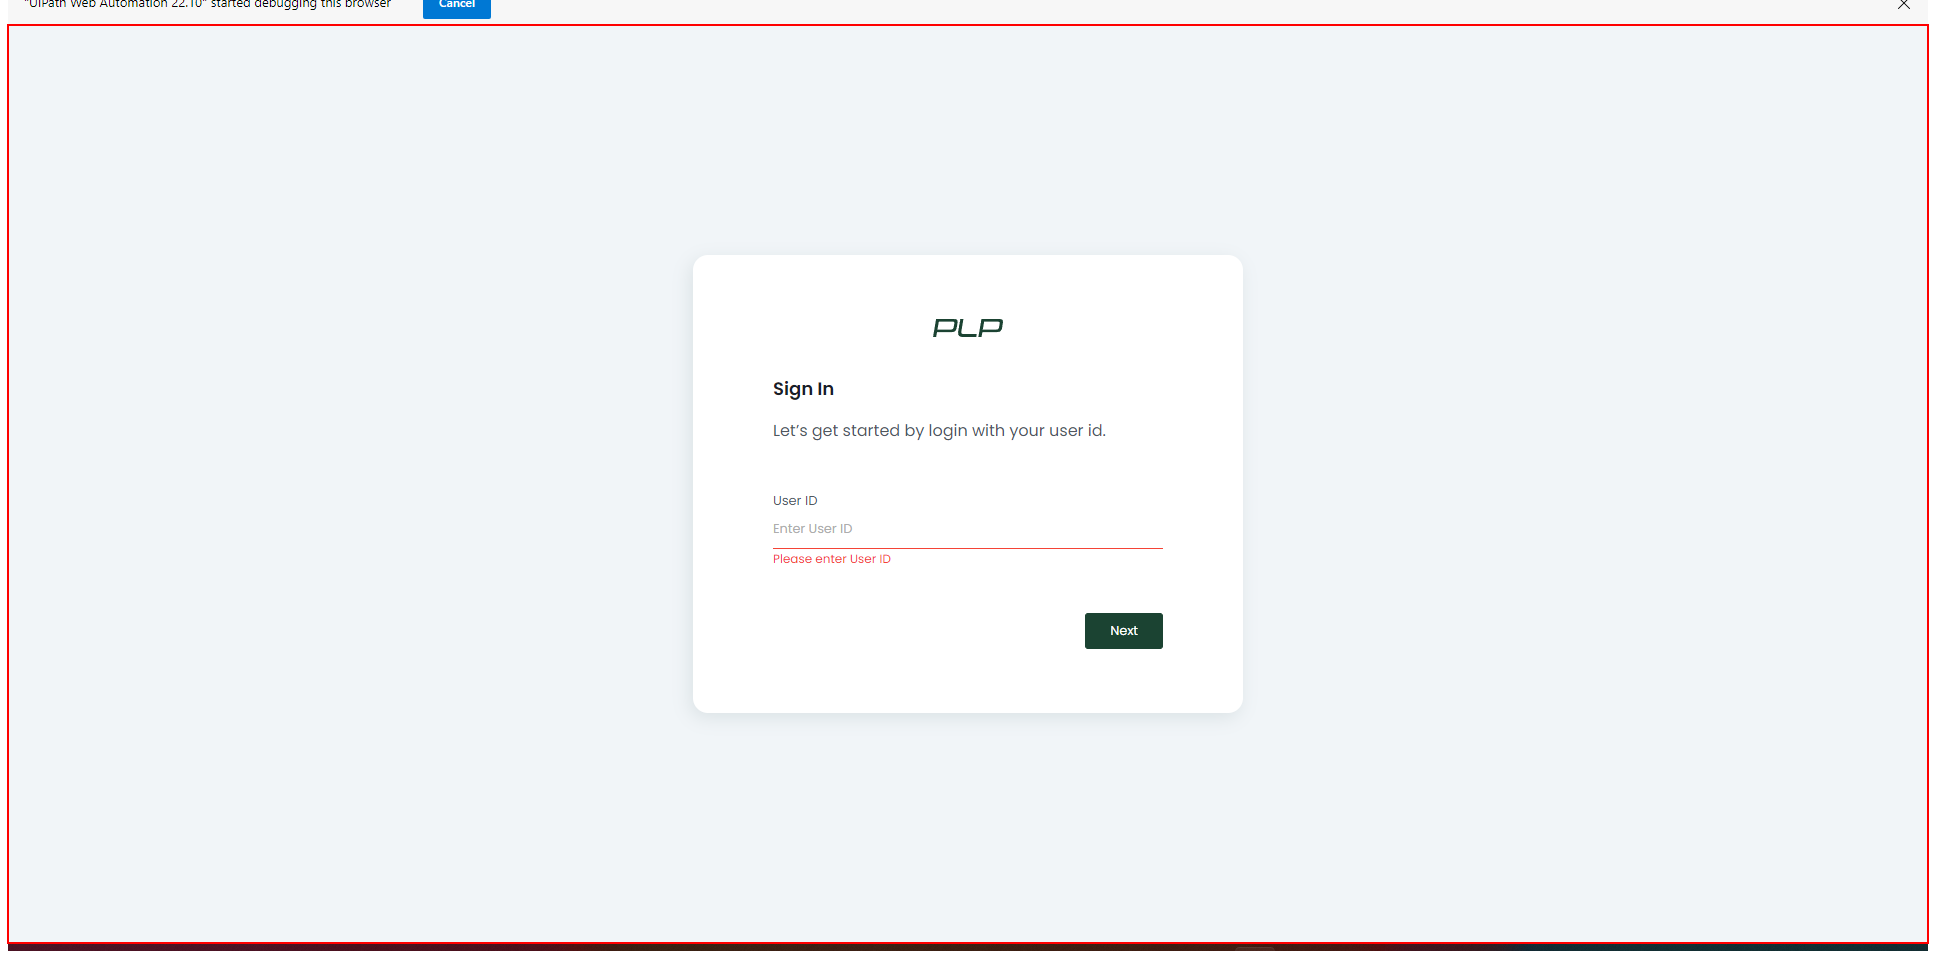 "UiPath Web Automation 22.10" started debugging this browser
Cancel
PLP
Sign In
Let’s get started by login with your user id.
User ID
Enter User ID
Please enter User ID
Next